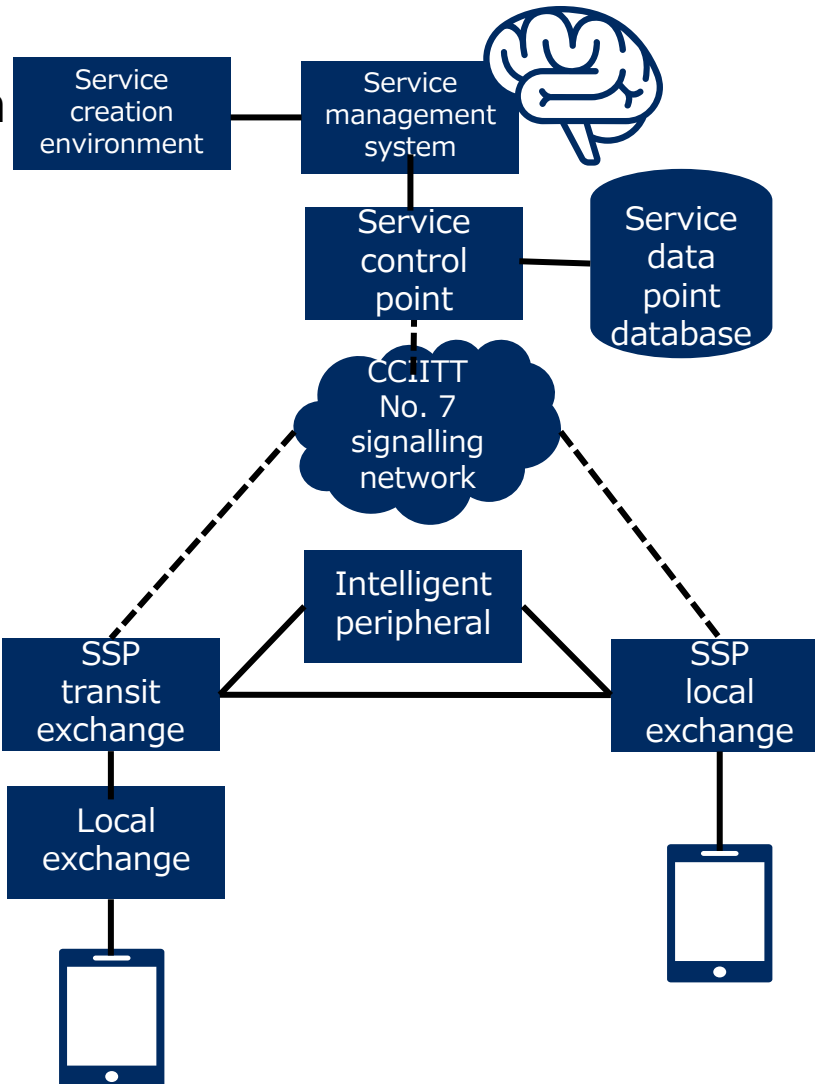 Service
creation
environment
Service
management
system
Service
control
point
Service
data
point
database
CCIITT
No. 7
signalling
network
Intelligent
peripheral
SSP
transit
exchange
SSP
local
exchange
Local
exchange